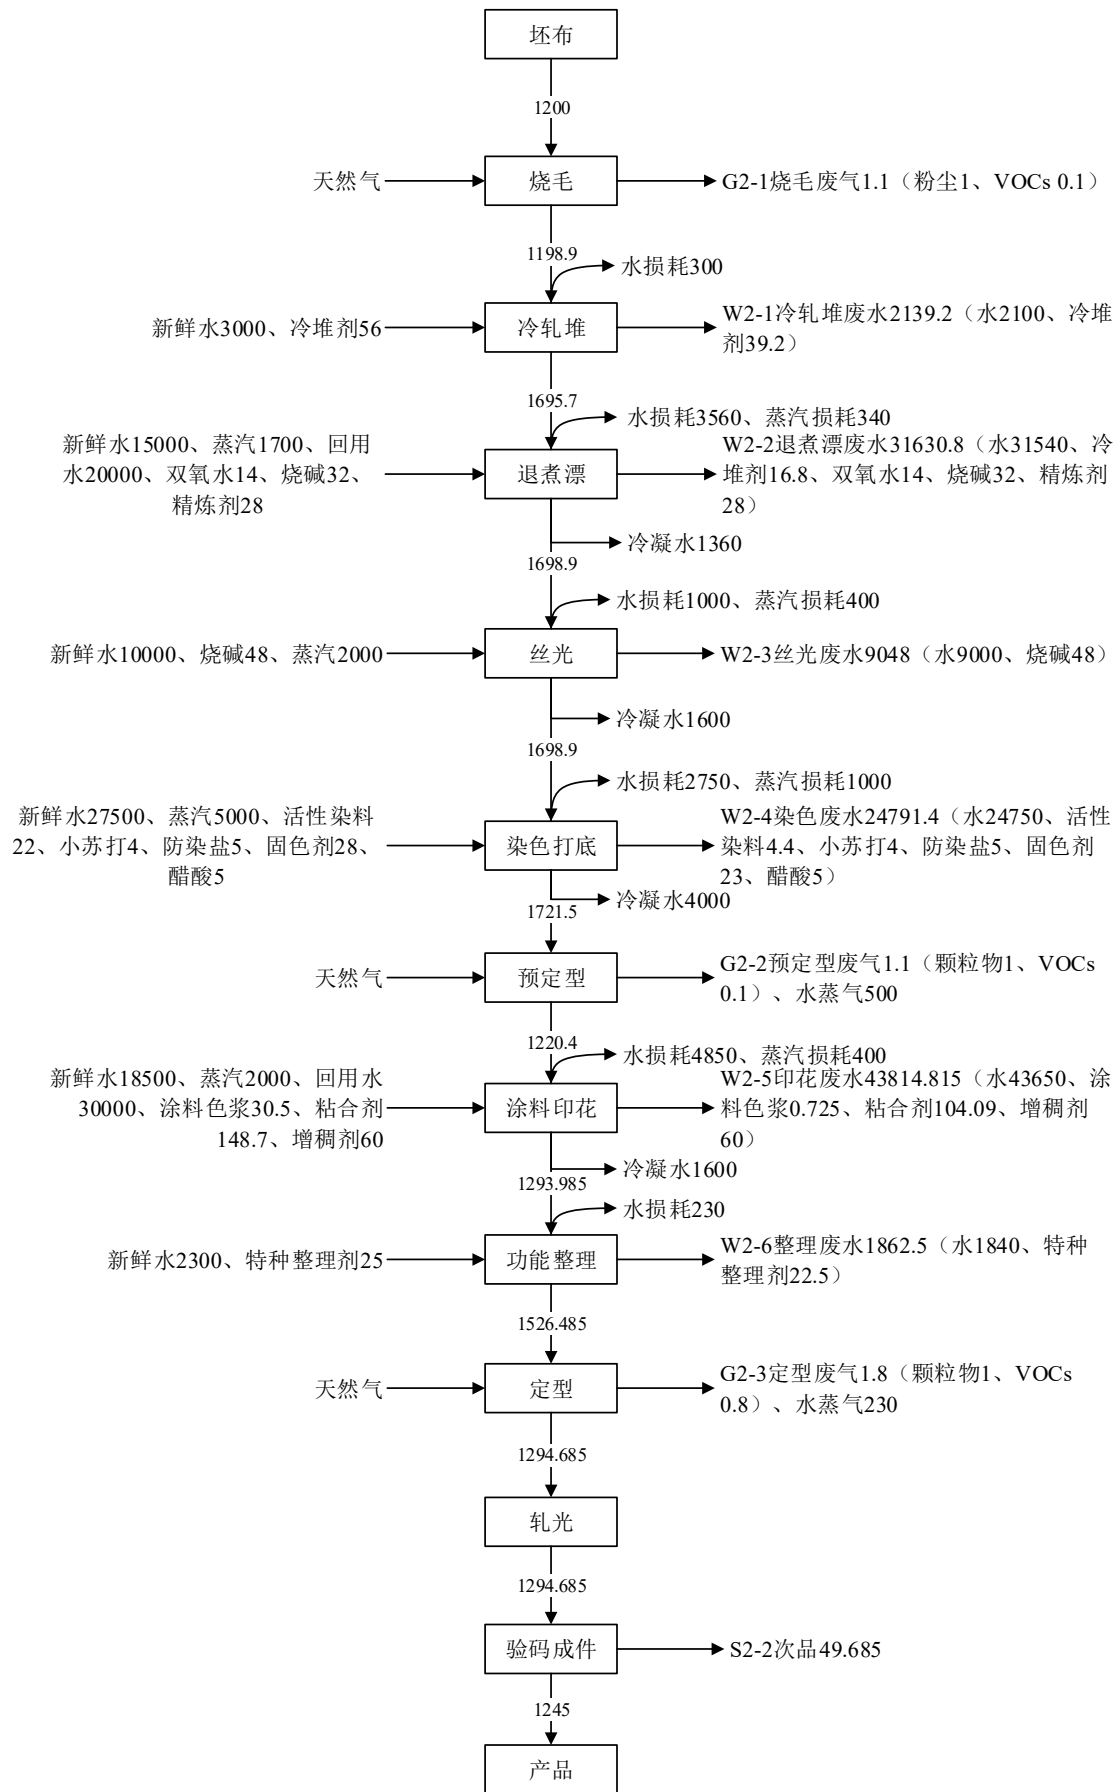 坯布
1200
天然气
烧毛
G2-1烧毛废气1.1（粉尘1、VOCs 0.1）
1198.9
水损耗300
新鲜水3000、冷堆剂56
冷轧堆
W2-1冷轧堆废水2139.2（水2100、冷堆
剂39.2）
1695.7
水损耗3560、蒸汽损耗340
新鲜水15000、蒸汽1700、回用
水20000、双氧水14、烧碱32、
精炼剂28
退煮漂
W2-2退煮漂废水31630.8（水31540、冷
堆剂16.8、双氧水14、烧碱32、精炼剂
28）
冷凝水1360
1698.9
水损耗1000、蒸汽损耗400
新鲜水10000、烧碱48、蒸汽2000
丝光
W2-3丝光废水9048（水9000、烧碱48）
冷凝水1600
1698.9
水损耗2750、蒸汽损耗1000
新鲜水27500、蒸汽5000、活性染料
22、小苏打4、防染盐5、固色剂28、
醋酸5
染色打底
W2-4染色废水24791.4（水24750、活性
染料4.4、小苏打4、防染盐5、固色剂
23、醋酸5）
冷凝水4000
1721.5
天然气
预定型
G2-2预定型废气1.1（颗粒物1、VOCs
0.1）、水蒸气500
1220.4
水损耗4850、蒸汽损耗400
新鲜水18500、蒸汽2000、回用水
30000、涂料色浆30.5、粘合剂
148.7、增稠剂60
涂料印花
W2-5印花废水43814.815（水43650、涂
料色浆0.725、粘合剂104.09、增稠剂
60）
冷凝水1600
1293.985
水损耗230
新鲜水2300、特种整理剂25
功能整理
W2-6整理废水1862.5（水1840、特种
整理剂22.5）
1526.485
天然气
定型
G2-3定型废气1.8（颗粒物1、VOCs
0.8）、水蒸气230
1294.685
轧光
1294.685
验码成件
S2-2次品49.685
1245
产品